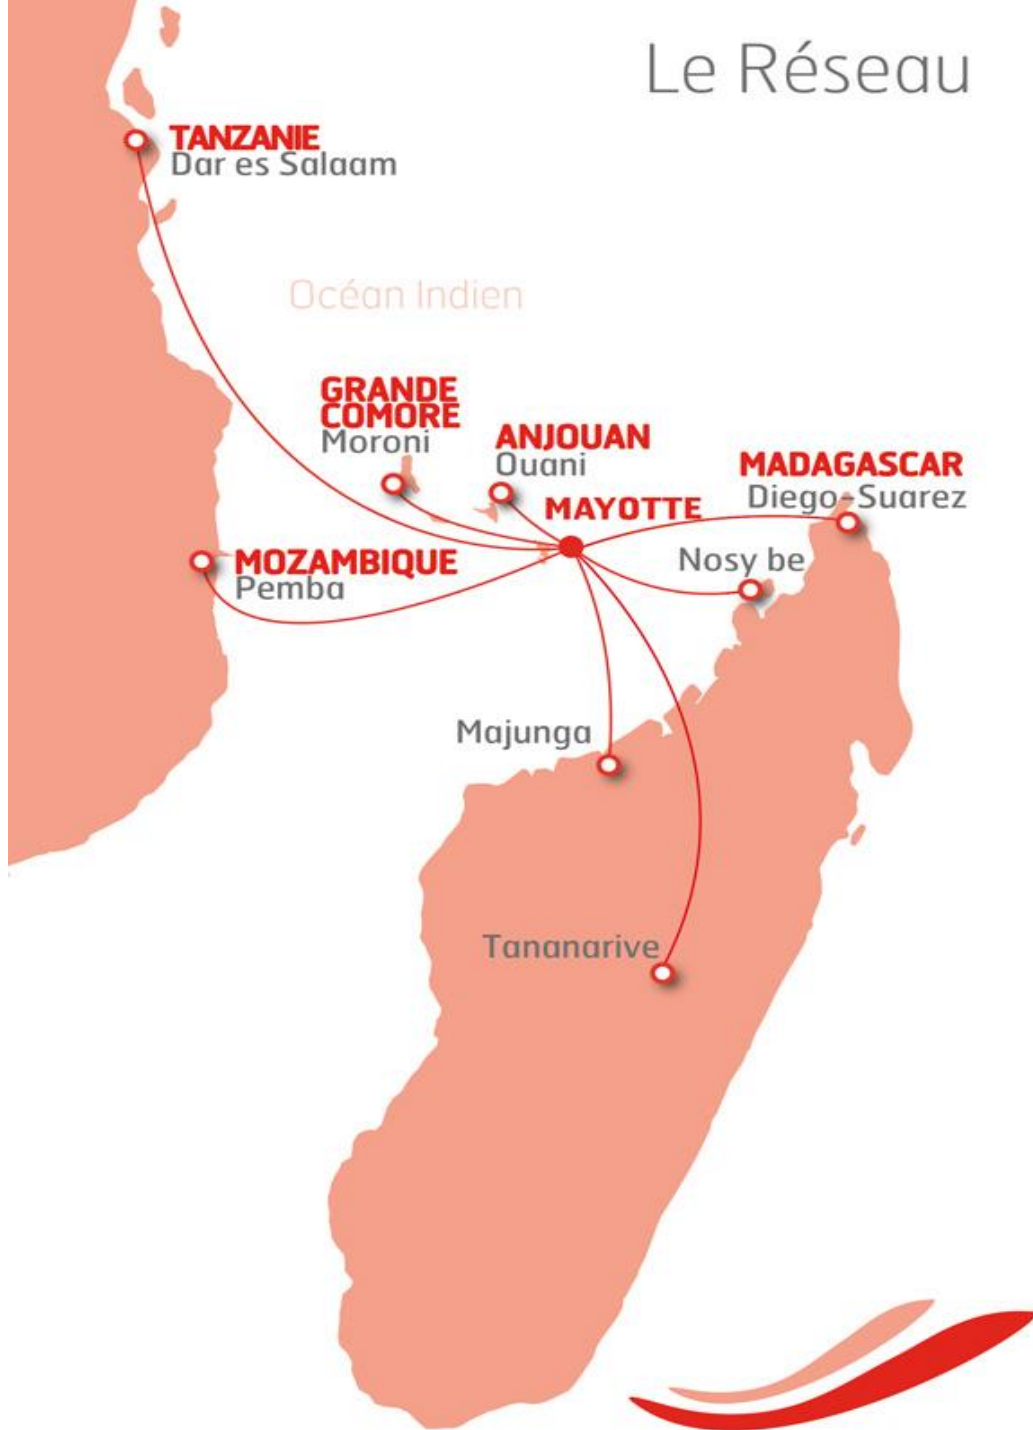 Le Réseau
TANZANIE
Dar es Salaam
Océan Indien
GRANDE
COMORE
Moroni
ANJOUAN
Ouani
MAYOTTE
MADAGASCAR
Diego-Suarez
Nosy be
MOZAMBIQUE
Pemba
Majunga
Tananarive